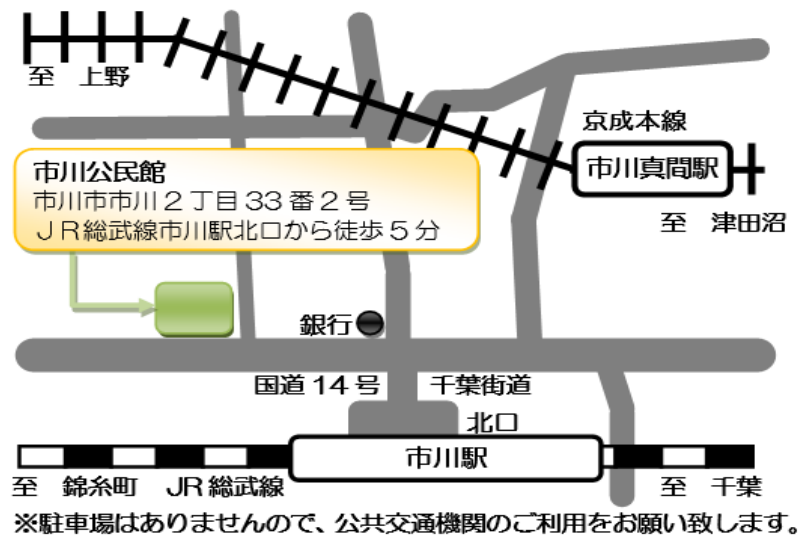 至 上野
京成本線
市川真間駅
至 津田沼
市川公民館
市川市市川2丁目33番2号
JR総武線市川駅北口から徒歩5分
銀行
国道14号 千葉街道
北口
市川駅
至 錦糸町 JR総武線
至 千葉
※駐車場はありませんので、公共交通機関のご利用をお願い致します。